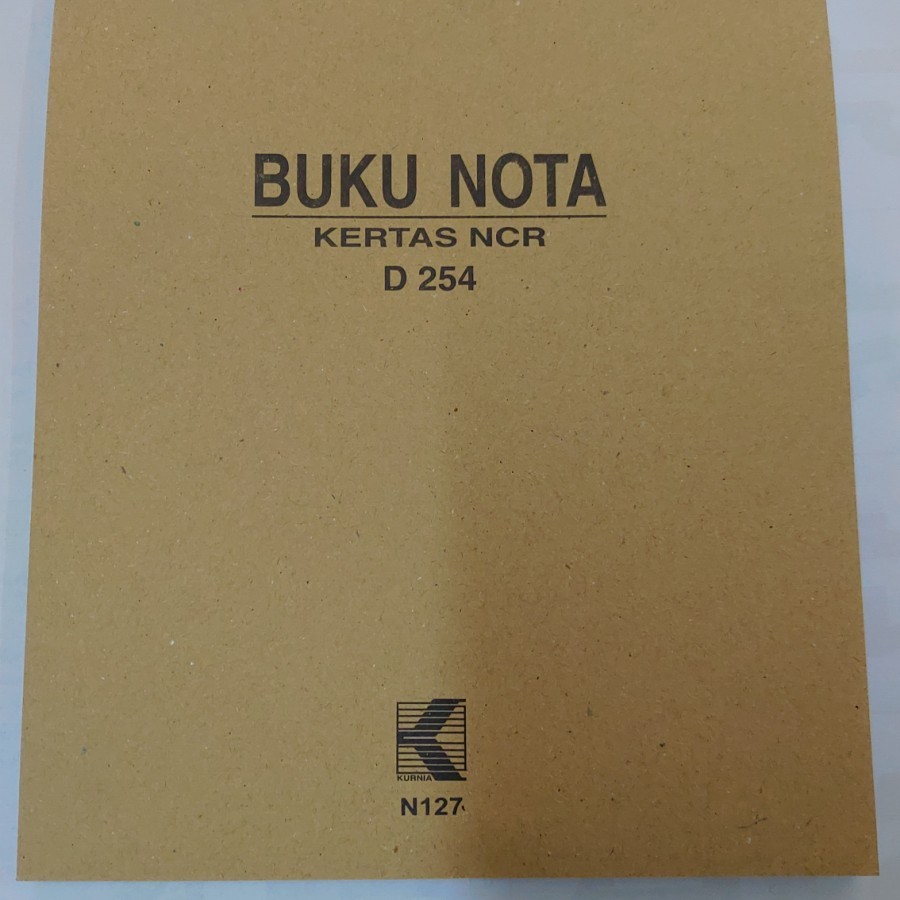 BUKU NOTA
KERTAS NCR
D 254
KURNIA
N127